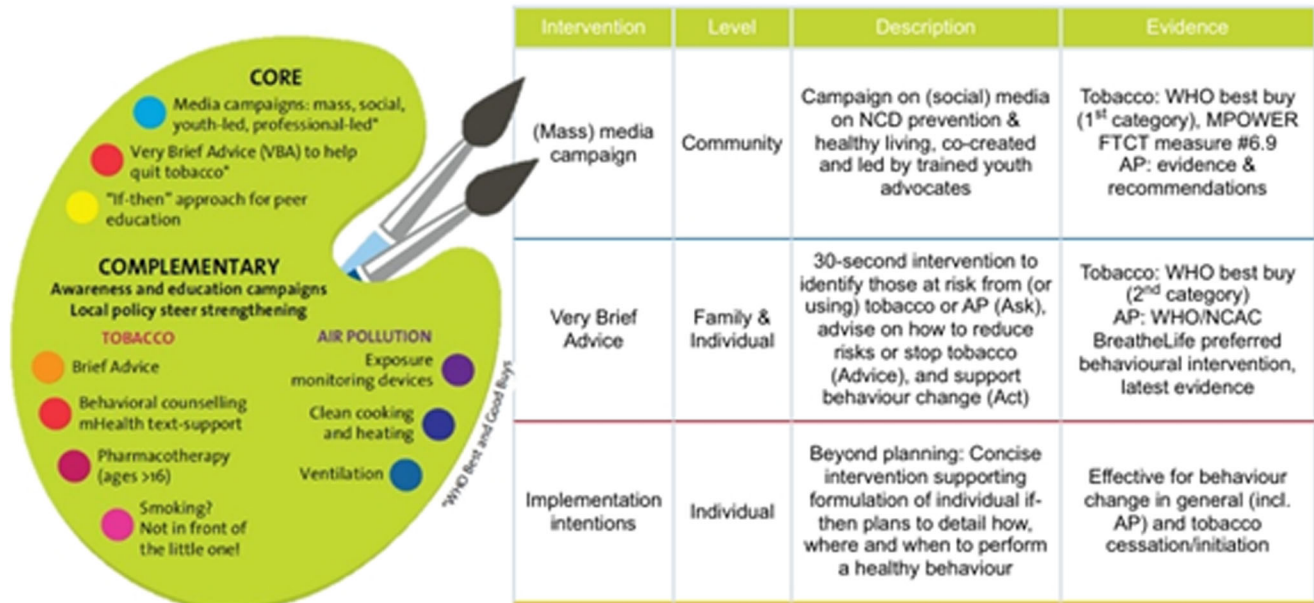 CORE
Media campaigns: mass, social,
youth-led, professional-led*
Very Brief Advice (VBA) to help
quit tobacco*
"If-then" approach for peer
education
COMPLEMENTARY
Awareness and education campaigns
Local policy steer strengthening
TOBACCO
Brief Advice
Behavioral counselling
mHealth text-support
Pharmacotherapy
(ages >16)
Smoking?
Not in front of
the little one!
AIR POLLUTION
Exposure
monitoring devices
Clean cooking
and heating
Ventilation
*WHO Best and Good Buys
Intervention
Level
Description
Evidence
(Mass) media
campaign
Community
Campaign on (social) media
on NCD prevention &
healthy living, co-created
and led by trained youth
advocates
Tobacco: WHO best buy
(1st category), MPOWER
FTCT measure #6.9
AP: evidence &
recommendations
Very Brief
Advice
Family &
Individual
30-second intervention to
identify those at risk from (or
using) tobacco or AP (Ask),
advise on how to reduce
risks or stop tobacco
(Advice), and support
behaviour change (Act)
Tobacco: WHO best buy
(2nd category)
AP: WHO/NCAC
BreatheLife preferred
behavioural intervention,
latest evidence
Implementation
intentions
Individual
Beyond planning: Concise
intervention supporting
formulation of individual if-
then plans to detail how,
where and when to perform
a healthy behaviour
Effective for behaviour
change in general (incl.
AP) and tobacco
cessation/initiation